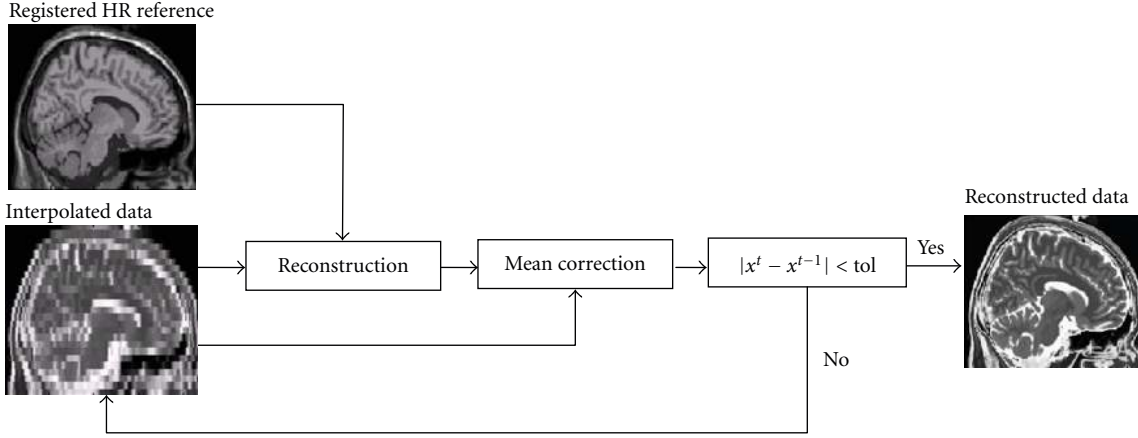 Registered HR reference
Interpolated data
Reconstruction
Mean correction
|x^t − x^{t−1}| < tol
Yes
No
Reconstructed data